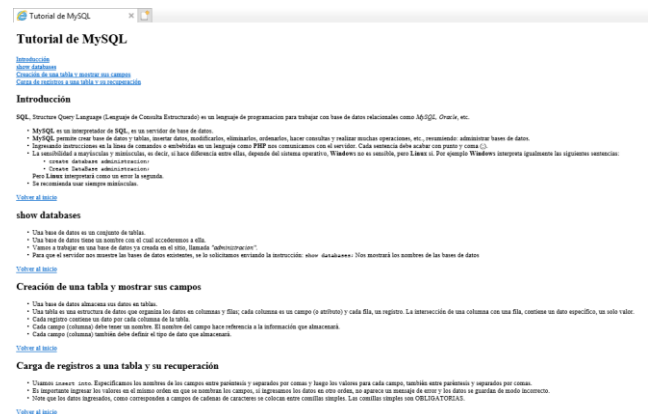 Tutorial de MySQL
Tutorial de MySQL
Introducción
show databases
Creación de una tabla y mostrar sus campos
Carga de registros a una tabla y su recuperación
Introducción
SQL, Structure Query Language (Lenguaje de Consulta Estructurado) es un lenguaje de programacion para trabajar con base de datos relacionales como MySQL, Oracle, etc.
• MySQL es un interpretador de SQL, es un servidor de base de datos.
• MySQL permite crear base de datos y tablas, insertar datos, modificarlos, eliminarlos, ordenarlos, hacer consultas y realizar muchas operaciones, etc., resumiendo: administrar bases de datos.
• Ingresando instrucciones en la linea de comandos o embebidas en un lenguaje como PHP nos comunicamos con el servidor. Cada sentencia debe acabar con punto y coma (;).
• La sensibilidad a mayúsculas y minúsculas, es decir, si hace diferencia entre ellas, depende del sistema operativo, Windows no es sensible, pero Linux si. Por ejemplo Windows interpreta igualmente las siguientes sentencias:
• create database administracion;
• Create DataBase administracion;
Pero Linux interpretará como un error la segunda.
• Se recomienda usar siempre minúsculas.
Volver al inicio
show databases
• Una base de datos es un conjunto de tablas.
• Una base de datos tiene un nombre con el cual accederemos a ella.
• Vamos a trabajar en una base de datos ya creada en el sitio, llamada "administracion".
• Para que el servidor nos muestre las bases de datos existentes, se lo solicitamos enviando la instrucción: show databases; Nos mostrará los nombres de las bases de datos
Volver al inicio
Creación de una tabla y mostrar sus campos
• Una base de datos almacena sus datos en tablas.
• Una tabla es una estructura de datos que organiza los datos en columnas y filas; cada columna es un campo (o atributo) y cada fila, un registro. La intersección de una columna con una fila, contiene un dato específico, un solo valor.
• Cada registro contiene un dato por cada columna de la tabla.
• Cada campo (columna) debe tener un nombre. El nombre del campo hace referencia a la información que almacenará.
• Cada campo (columna) también debe definir el tipo de dato que almacenará.
Volver al inicio
Carga de registros a una tabla y su recuperación
• Usamos insert into. Especificamos los nombres de los campos entre paréntesis y separados por comas y luego los valores para cada campo, también entre paréntesis y separados por comas.
• Es importante ingresar los valores en el mismo orden en que se nombran los campos, si ingresamos los datos en otro orden, no aparece un mensaje de error y los datos se guardan de modo incorrecto.
• Note que los datos ingresados, como corresponden a campos de cadenas de caracteres se colocan entre comillas simples. Las comillas simples son OBLIGATORIAS.
Volver al inicio